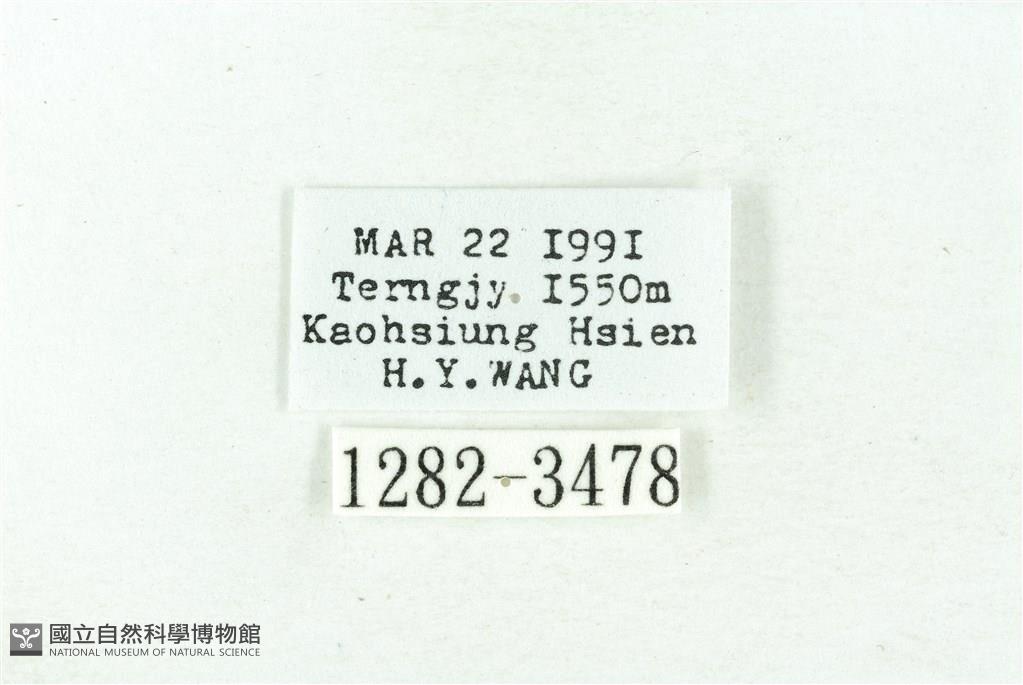 MAR 22 I99I
Terngjy. I550m
Kaohsiung Hsien
H.Y.WANG
1282-3478
國立自然科學博物館
NATIONAL MUSEUM OF NATURAL SCIENCE